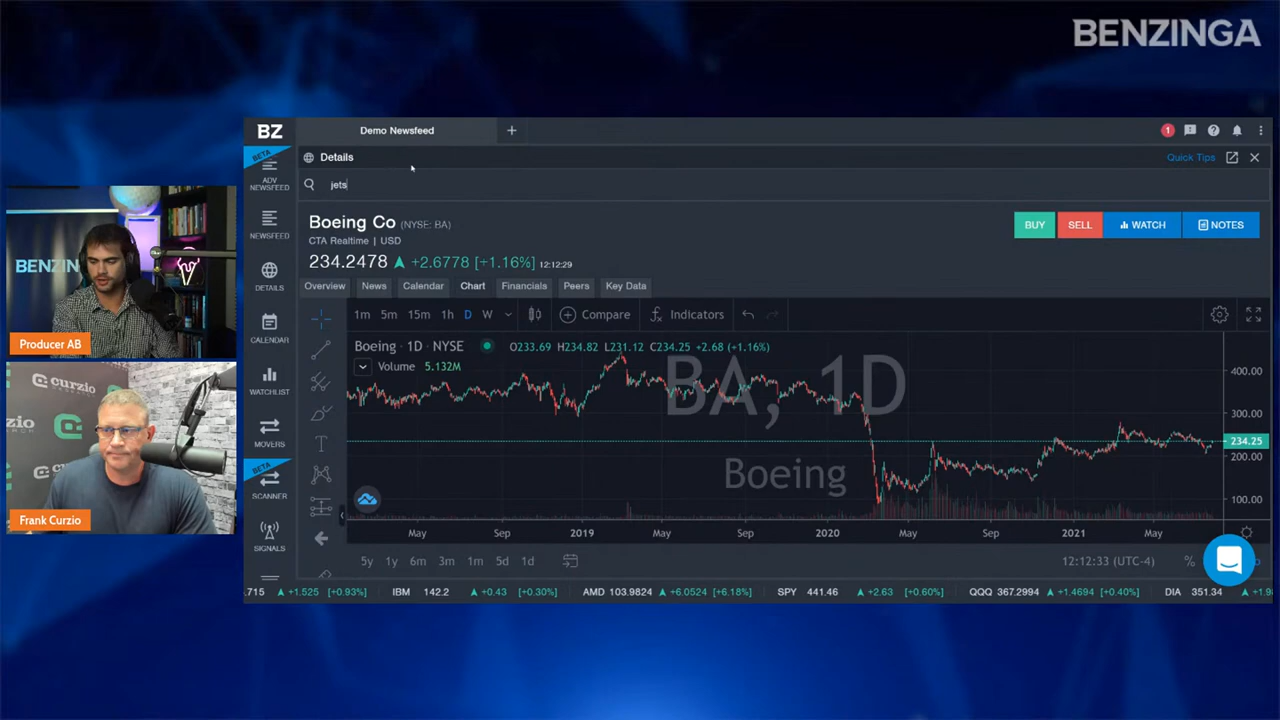 BENZINGA
BZ
Demo Newsfeed
+
1
BETA
ADV
NEWSFEED
NEWSFEED
DETAILS
CALENDAR
WATCHLIST
MOVERS
BETA
SCANNER
SIGNALS
Details
Quick Tips
jets
Boeing Co (NYSE: BA)
CTA Realtime | USD
234.2478 ▲ +2.6778 [+1.16%] 12:12:29
BUY
SELL
WATCH
NOTES
Overview News Calendar Chart Financials Peers Key Data
1m 5m 15m 1h D W Compare Indicators
Boeing · 1D · NYSE O233.69 H234.82 L231.12 C234.25 +2.68 (+1.16%)
Volume 5.132M
BA, 1D
Boeing
400.00
300.00
234.25
200.00
100.00
May Sep 2019 May Sep 2020 May Sep 2021 May
5y 1y 6m 3m 1m 5d 1d
12:12:33 (UTC-4) %
.715 ▲ +1.525 [+0.93%] IBM 142.2 ▲ +0.43 [+0.30%] AMD 103.9824 ▲ +6.0524 [+6.18%] SPY 441.46 ▲ +2.63 [+0.60%] QQQ 367.2994 ▲ +1.4694 [+0.40%] DIA 351.34 ▲
BENZIN
Producer AB
curzio
curzio
Frank Curzio